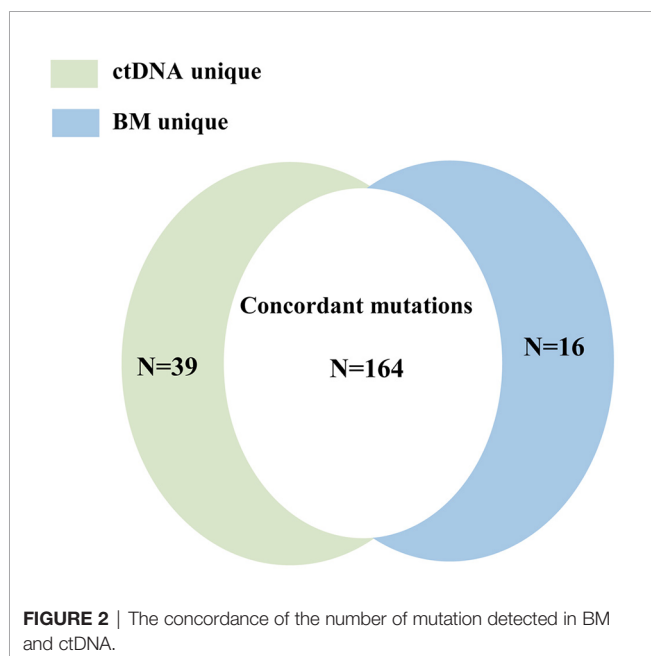 ctDNA unique
BM unique
Concordant mutations
N=39
N=164
N=16
FIGURE 2 | The concordance of the number of mutation detected in BM
and ctDNA.